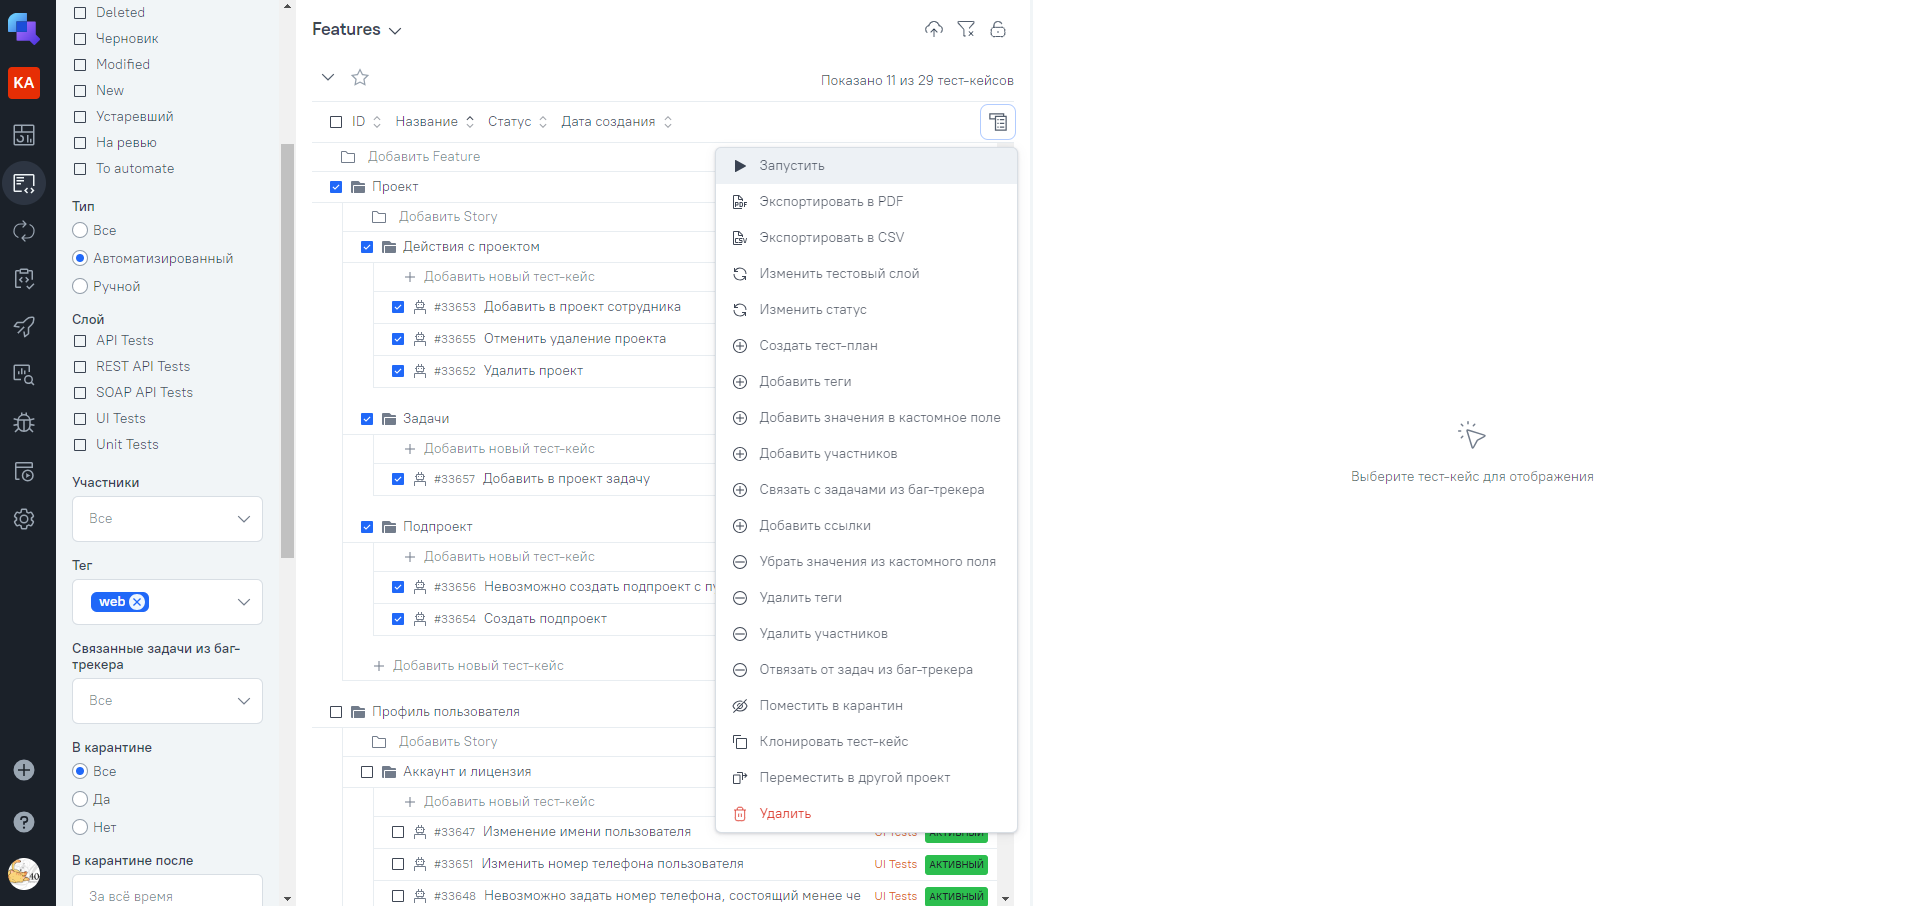 KA
Deleted
Черновик
Modified
New
Устаревший
На ревью
To automate
Тип
Все
Автоматизированный
Ручной
Слой
API Tests
REST API Tests
SOAP API Tests
UI Tests
Unit Tests
Участники
Все
Тег
web
Связанные задачи из баг-
трекера
Все
В карантине
Все
Да
Нет
В карантине после
За всё время
Features
Показано 11 из 29 тест-кейсов
ID Название Статус Дата создания
Добавить Feature
Проект
Добавить Story
Действия с проектом
Добавить новый тест-кейс
#33653 Добавить в проект сотрудника
#33655 Отменить удаление проекта
#33652 Удалить проект
Задачи
Добавить новый тест-кейс
#33657 Добавить в проект задачу
Подпроект
Добавить новый тест-кейс
#33656 Невозможно создать подпроект с
#33654 Создать подпроект
Добавить новый тест-кейс
Профиль пользователя
Добавить Story
Аккаунт и лицензия
Добавить новый тест-кейс
#33647 Изменение имени пользователя UI Tests АКТИВНЫЙ
#33651 Изменить номер телефона пользователя UI Tests АКТИВНЫЙ
#33648 Невозможно задать номер телефона, состоящий менее че UI Tests АКТИВНЫЙ
Запустить
Экспортировать в PDF
Экспортировать в CSV
Изменить тестовый слой
Изменить статус
Создать тест-план
Добавить теги
Добавить значения в кастомное поле
Добавить участников
Связать с задачами из баг-трекера
Добавить ссылки
Убрать значения из кастомного поля
Удалить теги
Удалить участников
Отвязать от задач из баг-трекера
Поместить в карантин
Клонировать тест-кейс
Переместить в другой проект
Удалить
Выберите тест-кейс для отображения